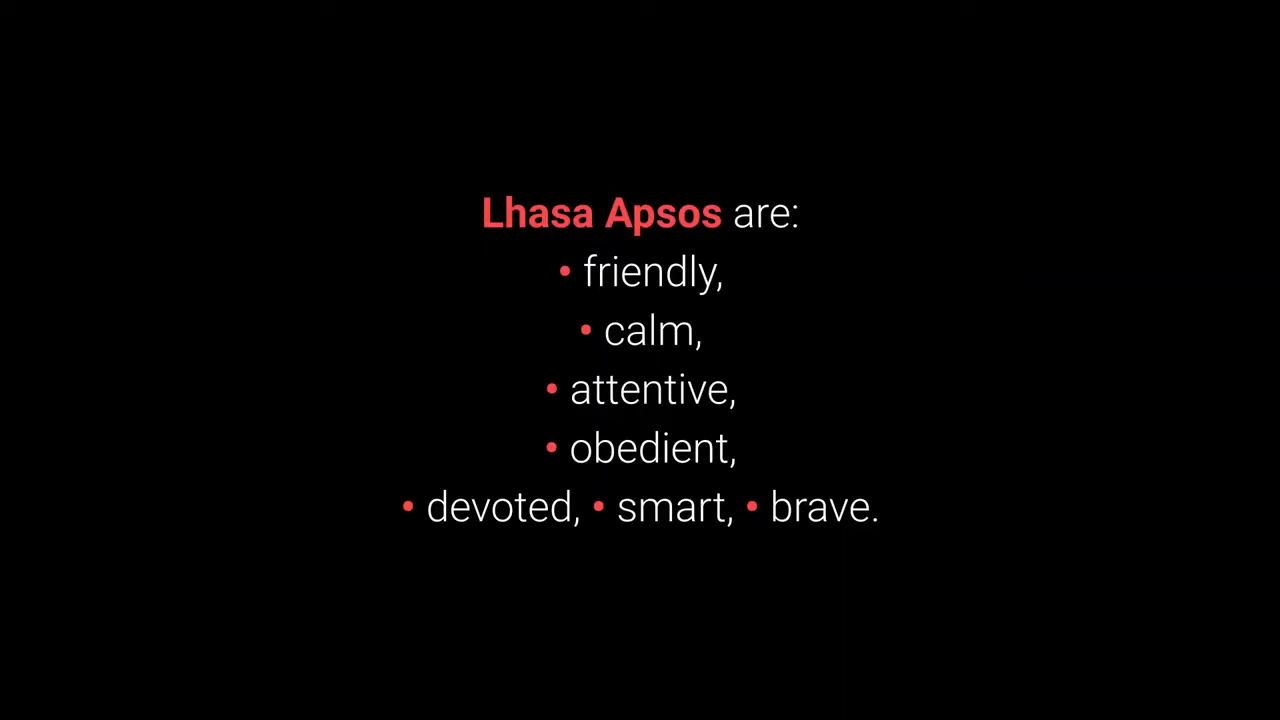 Lhasa Apsos are:
• friendly,
• calm,
• attentive,
• obedient,
• devoted, • smart, • brave.